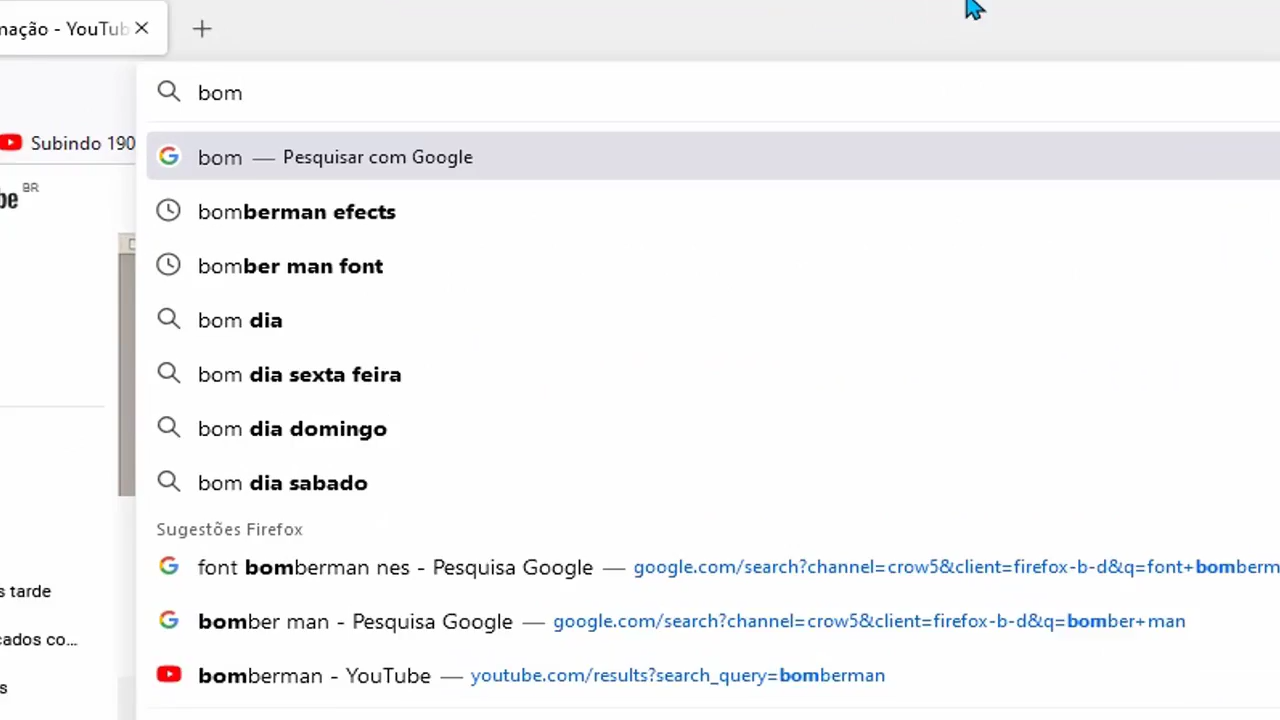 mação - YouTub
bom
Subindo 190
bom — Pesquisar com Google
be BR
bomberman efects
bomber man font
bom dia
bom dia sexta feira
bom dia domingo
bom dia sabado
Sugestões Firefox
font bomberman nes - Pesquisa Google — google.com/search?channel=crow5&client=firefox-b-d&q=font+bomberm
s tarde
bomber man - Pesquisa Google — google.com/search?channel=crow5&client=firefox-b-d&q=bomber+man
cados co...
bomberman - YouTube — youtube.com/results?search_query=bomberman
s